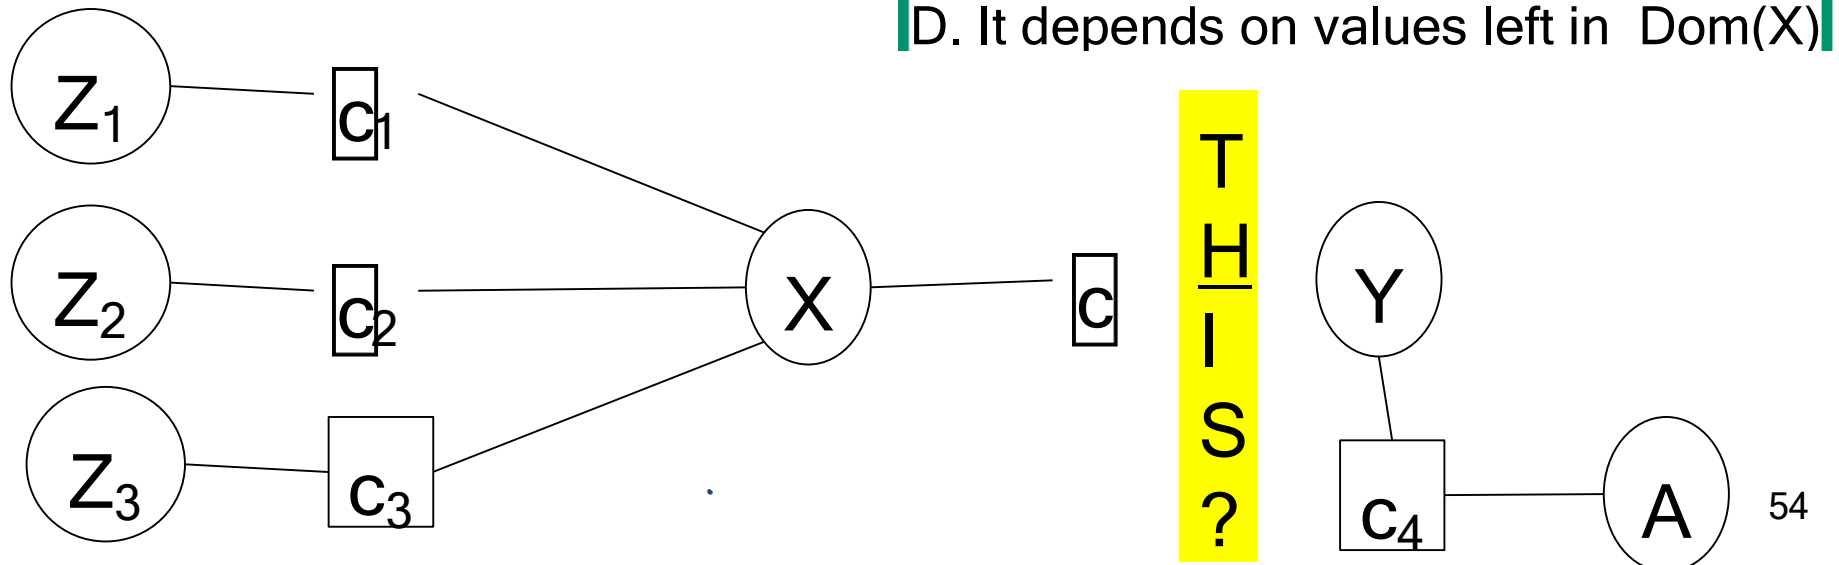 D. It depends on values left in Dom(X)
Z₁
c₁
Z₂
c₂
Z₃
c₃
X
c
T
H
I
S
?
Y
c₄
A
54